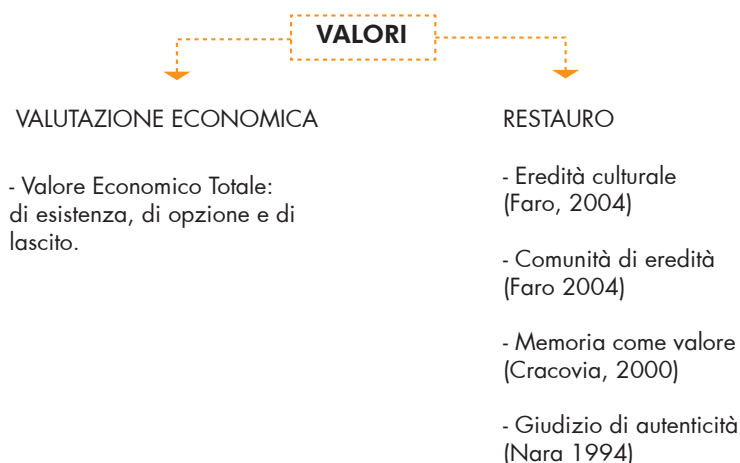 VALORI
VALUTAZIONE ECONOMICA
- Valore Economico Totale:
di esistenza, di opzione e di
lascito.
RESTAURO
- Eredità culturale
(Faro, 2004)
- Comunità di eredità
(Faro 2004)
- Memoria come valore
(Cracovia, 2000)
- Giudizio di autenticità
(Nara 1994)